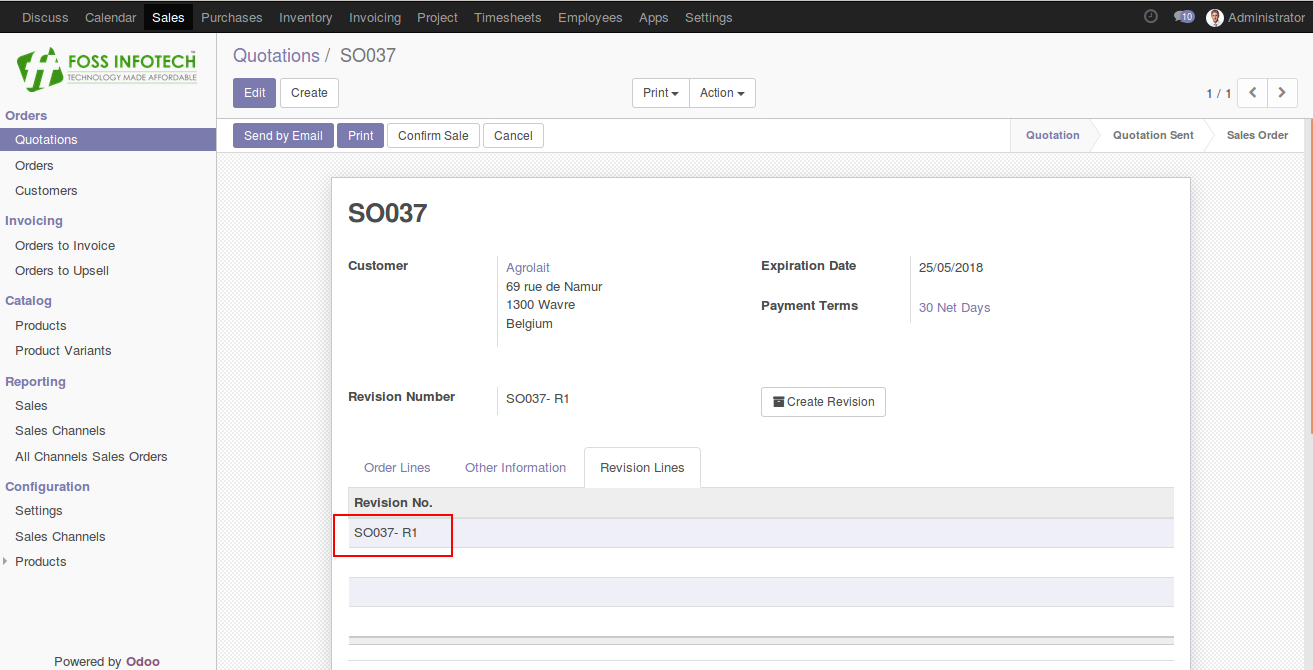 Discuss Calendar Sales Purchases Inventory Invoicing Project Timesheets Employees Apps Settings 10 Administrator
FOSS INFOTECH™
TECHNOLOGY MADE AFFORDABLE
Orders
Quotations
Orders
Customers
Invoicing
Orders to Invoice
Orders to Upsell
Catalog
Products
Product Variants
Reporting
Sales
Sales Channels
All Channels Sales Orders
Configuration
Settings
Sales Channels
Products
Powered by Odoo
Quotations / SO037
Edit Create Print Action 1 / 1
Send by Email Print Confirm Sale Cancel Quotation Quotation Sent Sales Order
SO037
Customer Agrolait
69 rue de Namur
1300 Wavre
Belgium
Expiration Date 25/05/2018
Payment Terms 30 Net Days
Revision Number SO037- R1 Create Revision
Order Lines Other Information Revision Lines
Revision No.
SO037- R1